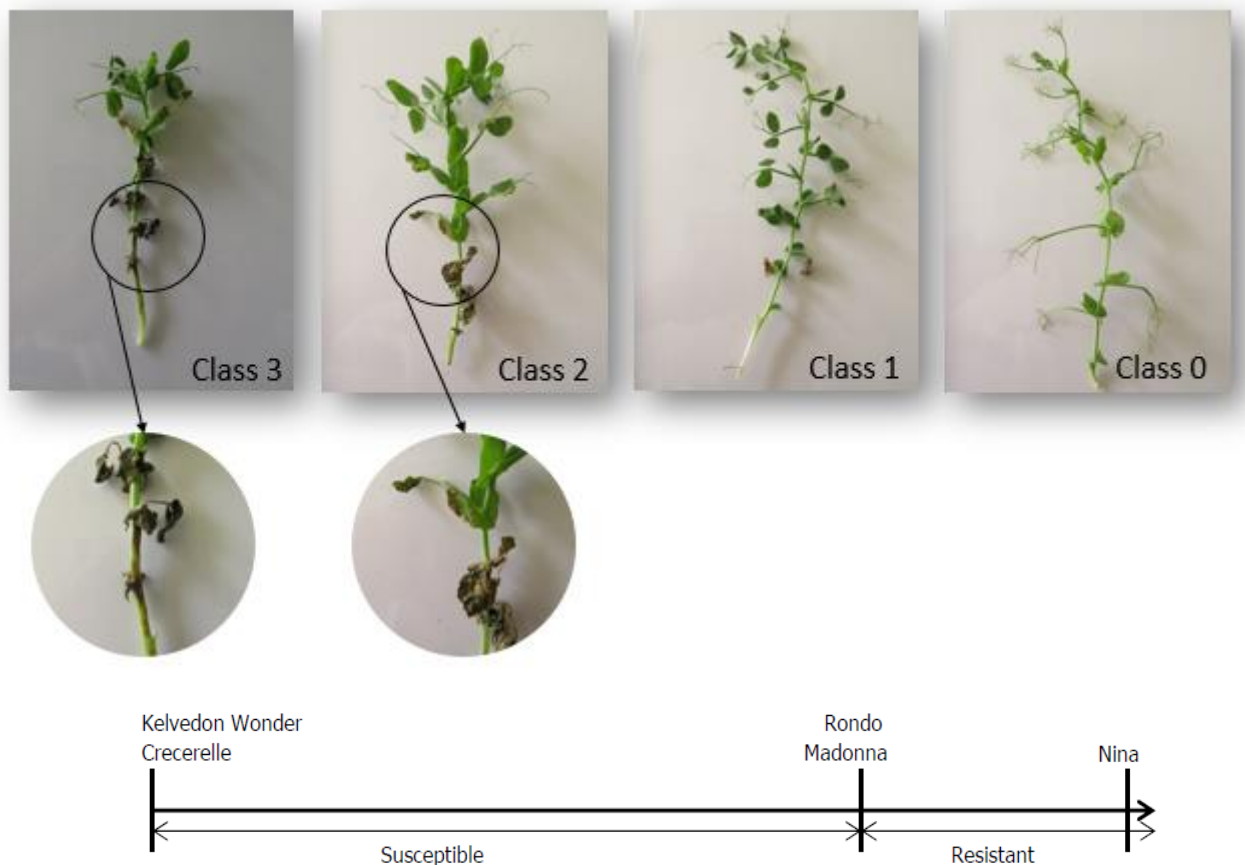 Class 3
Class 2
Class 1
Class 0
Kelvedon Wonder
Crecerelle
Rondo
Madonna
Nina
Susceptible
Resistant